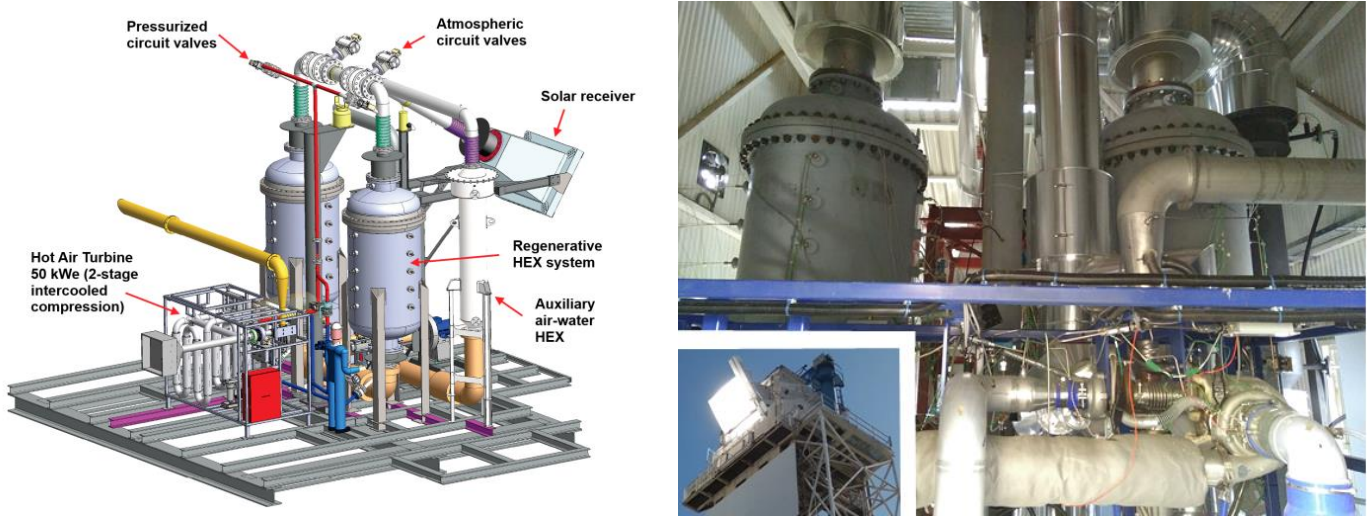 Pressurized
circuit valves
Atmospheric
circuit valves
Solar receiver
Hot Air Turbine
50 kWe (2-stage
intercooled
compression)
Regenerative
HEX system
Auxiliary
air-water
HEX